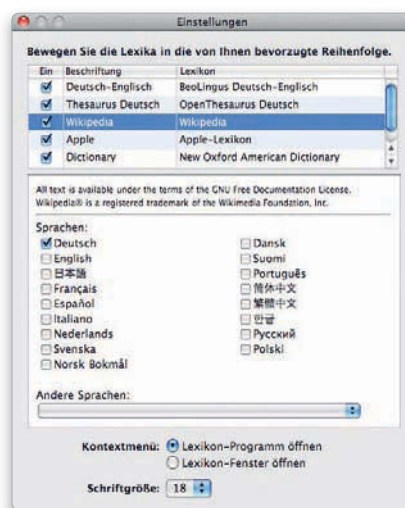 Einstellungen
Bewegen Sie die Lexika in die von Ihnen bevorzugte Reihenfolge.
Ein Beschriftung Lexikon
Deutsch-Englisch BeoLingus Deutsch-Englisch
Thesaurus Deutsch OpenThesaurus Deutsch
Wikipedia Wikipedia
Apple Apple-Lexikon
Dictionary New Oxford American Dictionary
All text is available under the terms of the GNU Free Documentation License.
Wikipedia® is a registered trademark of the Wikimedia Foundation, Inc.
Sprachen:
Deutsch
English
日本語
Français
Español
Italiano
Nederlands
Svenska
Norsk Bokmål
Dansk
Suomi
Português
简体中文
繁體中文
한글
Русский
Polski
Andere Sprachen:
Kontextmenü: Lexikon-Programm öffnen
Lexikon-Fenster öffnen
Schriftgröße: 18